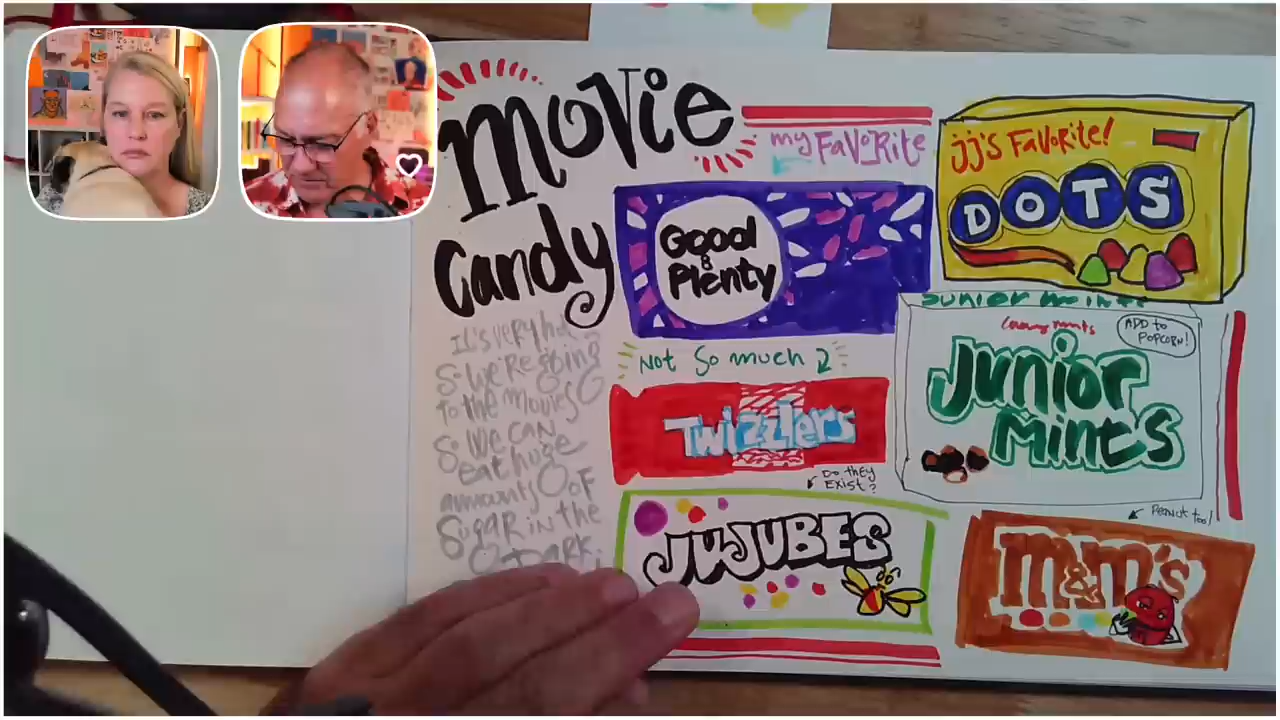 movie
Candy
It's very hot
So we're going
to the movies
So we can
eat huge
amounts of
Sugar in the
Dark
my FavoRite
Good
&
Plenty
Not So much
Twizzlers
Do they
Exist?
JUJUBES
jj's Favorite!
DOTS
Junior mints
ADD to
POPCORN!
Junior
Mints
Peanut too!
m&m's